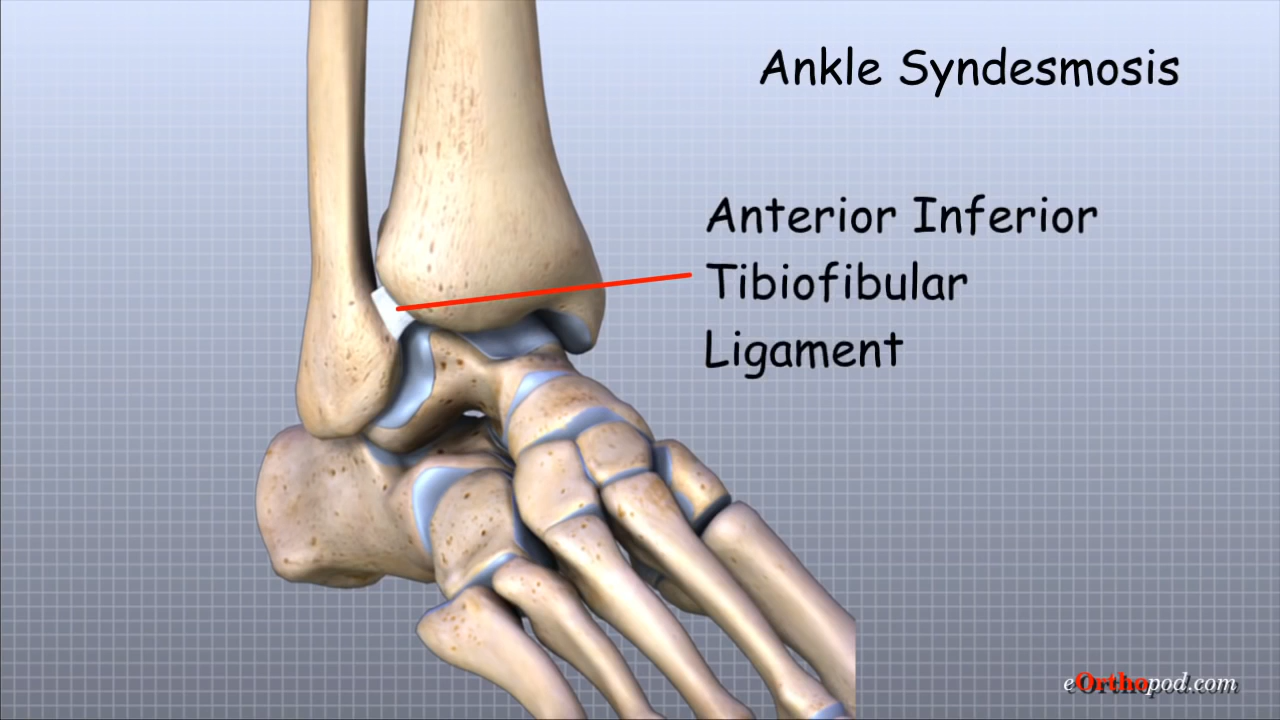 Ankle Syndesmosis
Anterior Inferior
Tibiofibular
Ligament
eOrthopod.com